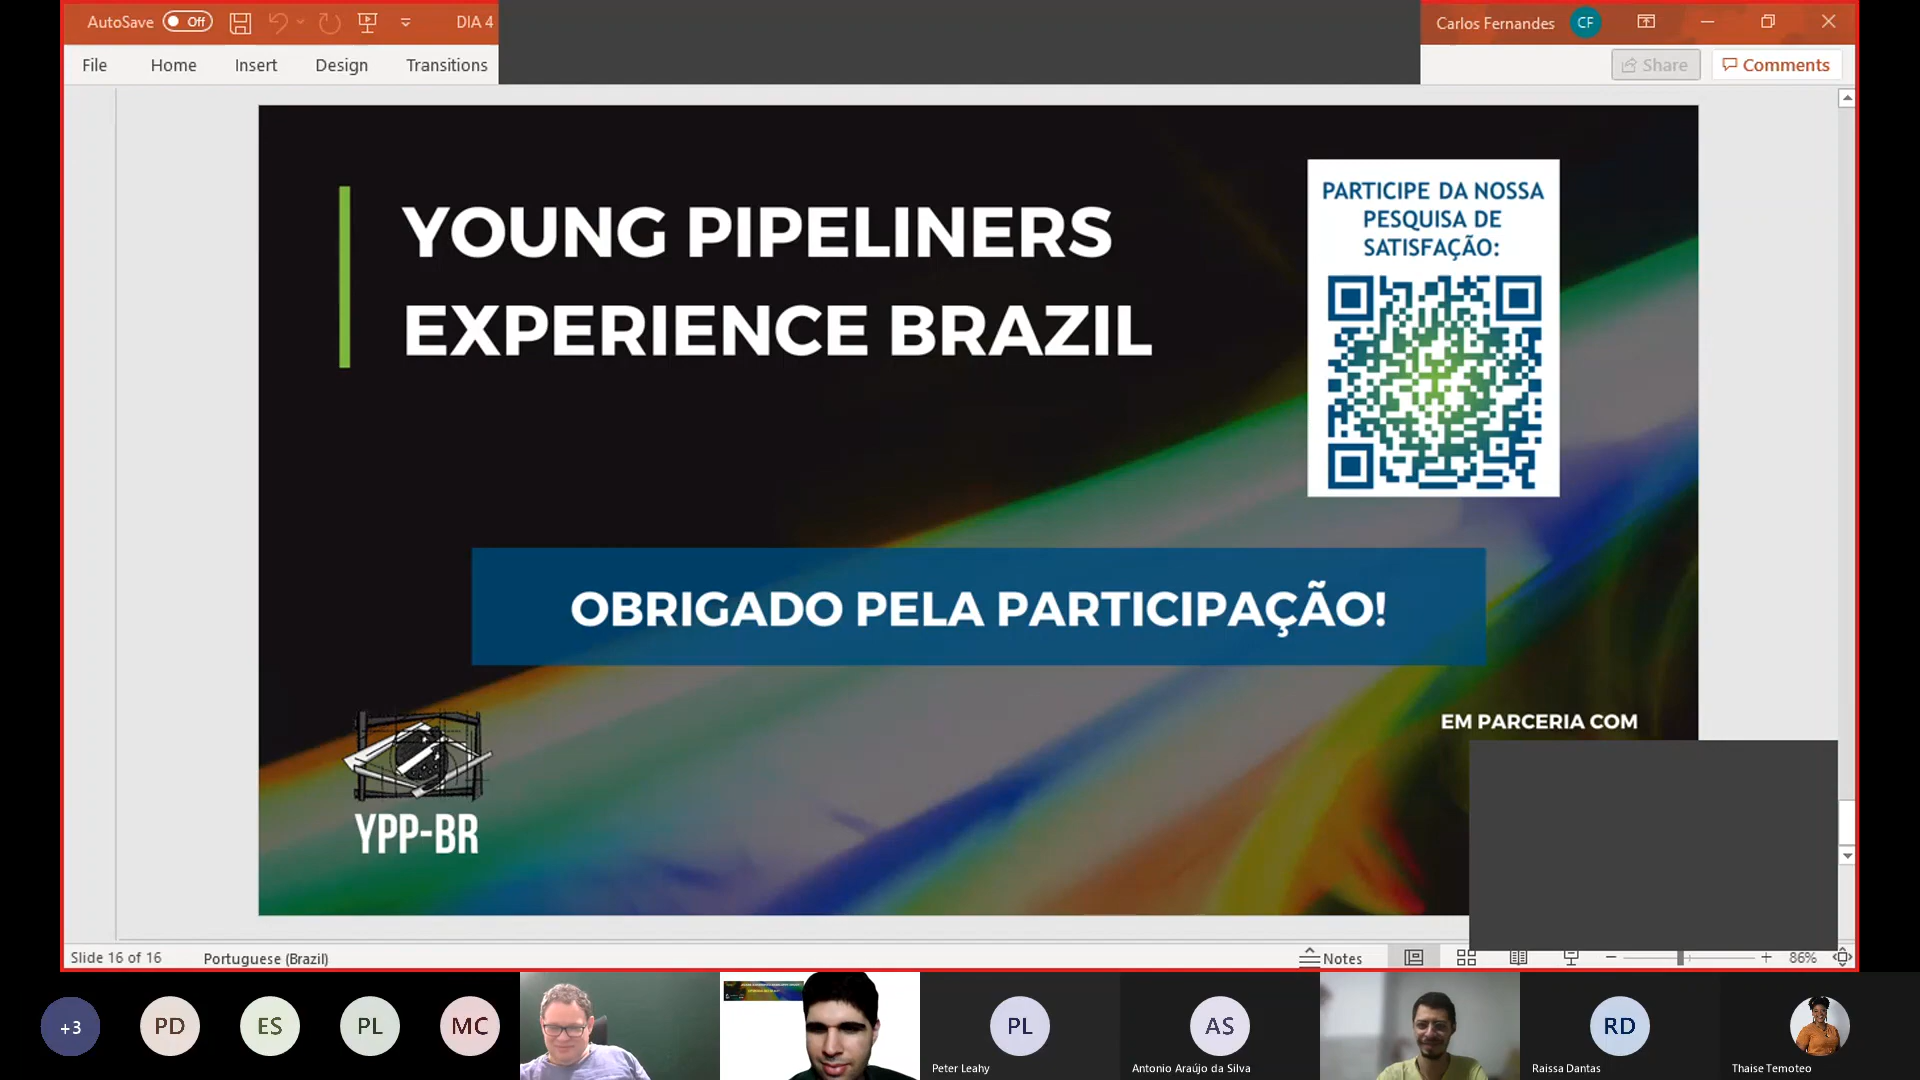 AutoSave Off DIA 4 Carlos Fernandes CF
File Home Insert Design Transitions Share Comments
YOUNG PIPELINERS
EXPERIENCE BRAZIL
PARTICIPE DA NOSSA
PESQUISA DE
SATISFAÇÃO:
OBRIGADO PELA PARTICIPAÇÃO!
EM PARCERIA COM
YPP-BR
Slide 16 of 16 Portuguese (Brazil) Notes 86%
+3 PD ES PL MC PL AS RD
Peter Leahy Antonio Araújo da Silva Raissa Dantas Thaise Temoteo